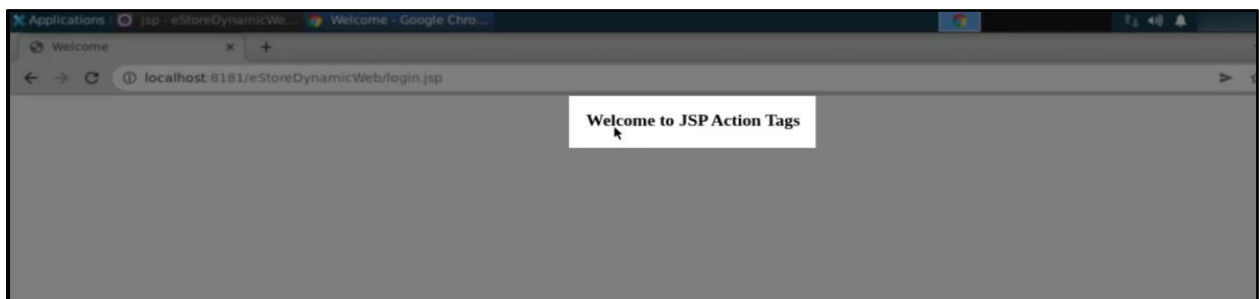 Applications jsp - eStoreDynamicWe... Welcome - Google Chro...
Welcome
localhost:8181/eStoreDynamicWeb/login.jsp
Welcome to JSP Action Tags